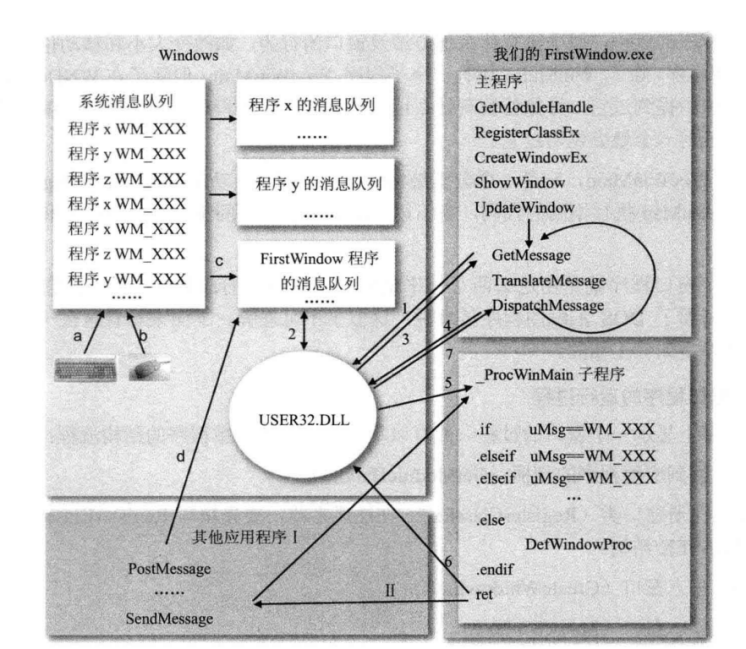 Windows
系统消息队列
程序 x WM_XXX
程序 y WM_XXX
程序 z WM_XXX
程序 x WM_XXX
程序 x WM_XXX
程序 z WM_XXX
程序 y WM_XXX
......
程序 x 的消息队列
......
程序 y 的消息队列
......
FirstWindow 程序
的消息队列
......
a
b
c
d
1
2
3
4
7
5
6
USER32.DLL
其他应用程序 I
PostMessage
......
SendMessage
II
我们的 FirstWindow.exe
主程序
GetModuleHandle
RegisterClassEx
CreateWindowEx
ShowWindow
UpdateWindow
GetMessage
TranslateMessage
DispatchMessage
_ProcWinMain 子程序
.if uMsg==WM_XXX
.elseif uMsg==WM_XXX
.elseif uMsg==WM_XXX
...
.else
DefWindowProc
.endif
ret